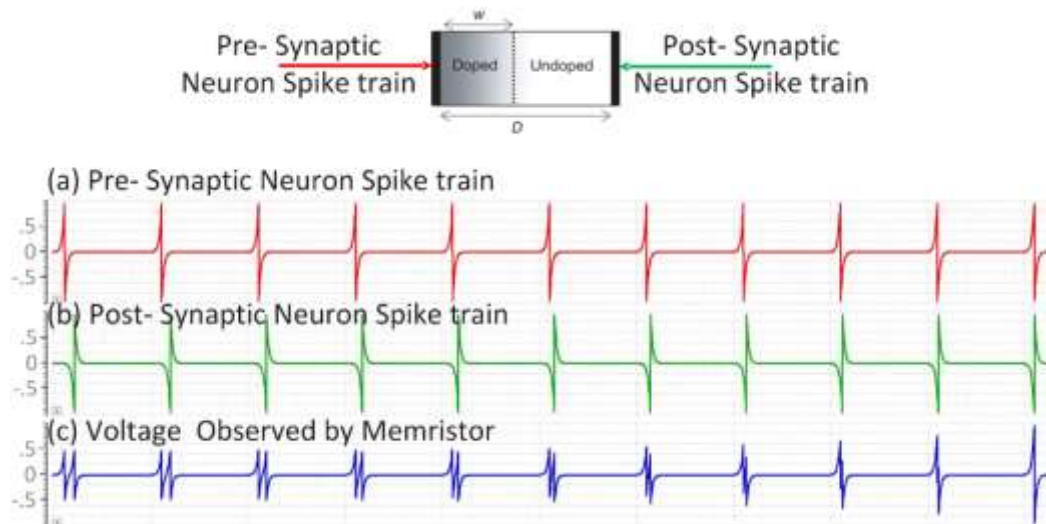 w
Pre- Synaptic
Neuron Spike train
Doped
Undoped
Post- Synaptic
Neuron Spike train
D
(a) Pre- Synaptic Neuron Spike train
.5
0
-.5
(b) Post- Synaptic Neuron Spike train
.5
0
-.5
(c) Voltage Observed by Memristor
.5
0
-.5